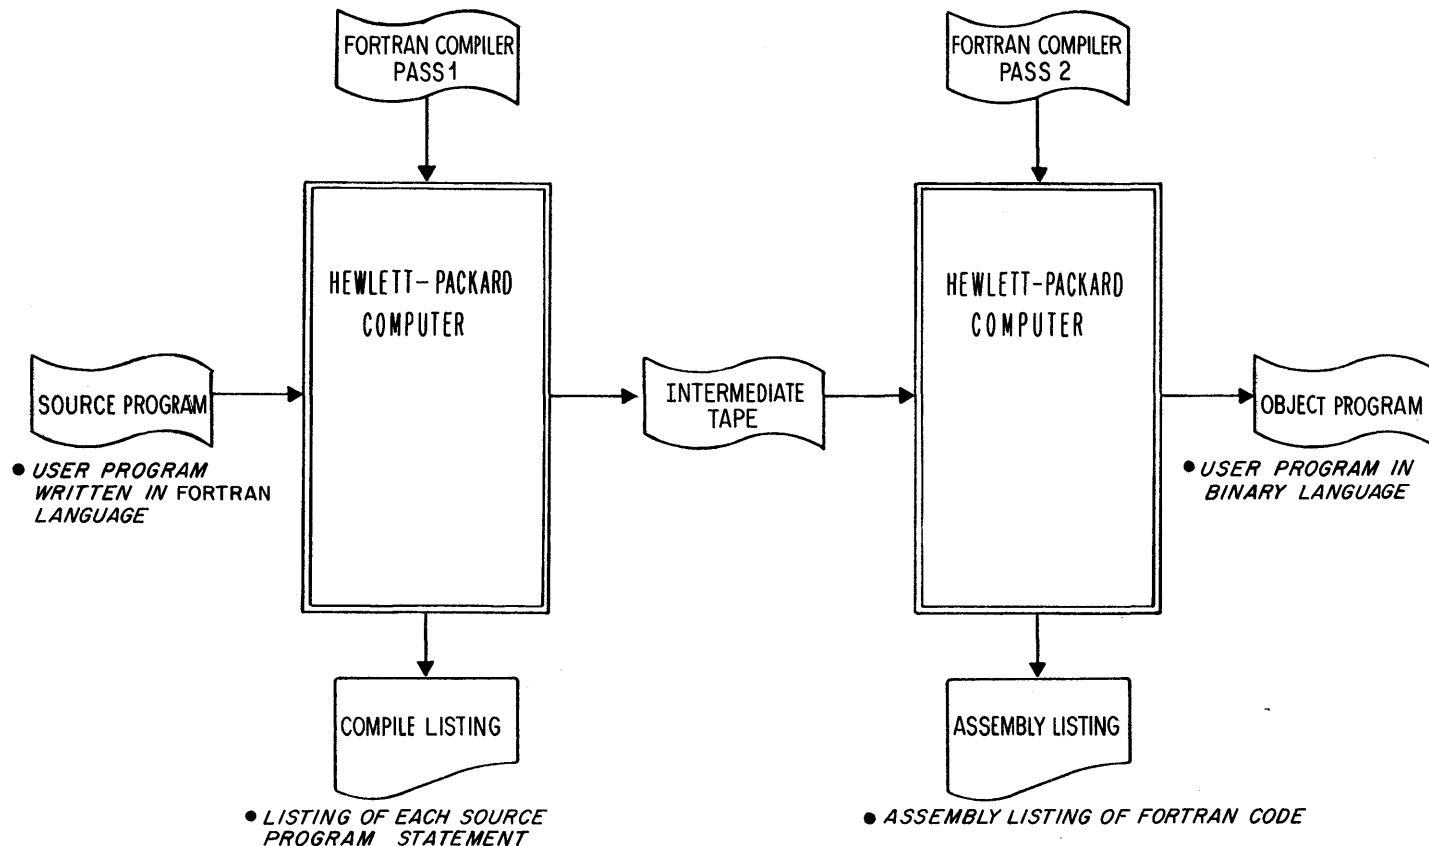 FORTRAN COMPILER
PASS 1
FORTRAN COMPILER
PASS 2
HEWLETT-PACKARD
COMPUTER
HEWLETT-PACKARD
COMPUTER
SOURCE PROGRAM
• USER PROGRAM
WRITTEN IN FORTRAN
LANGUAGE
INTERMEDIATE
TAPE
OBJECT PROGRAM
• USER PROGRAM IN
BINARY LANGUAGE
COMPILE LISTING
• LISTING OF EACH SOURCE
PROGRAM STATEMENT
ASSEMBLY LISTING
• ASSEMBLY LISTING OF FORTRAN CODE